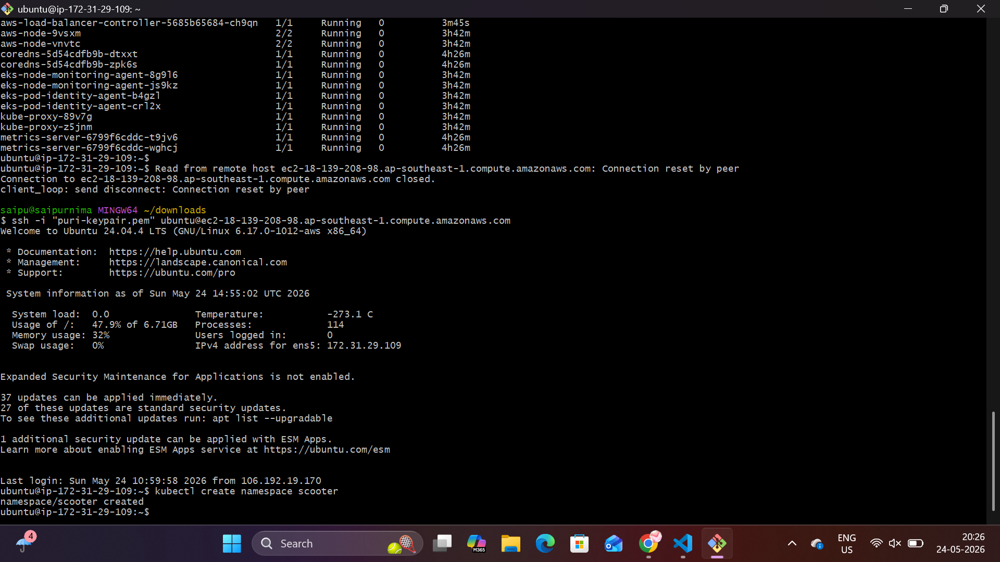 ubuntu@ip-172-31-29-109: ~
aws-load-balancer-controller-5685b65684-ch9qn 1/1 Running 0 3m45s
aws-node-9vsxm 2/2 Running 0 3h42m
aws-node-vnvtc 2/2 Running 0 3h42m
coredns-5d54cdfb9b-dtxxt 1/1 Running 0 4h26m
coredns-5d54cdfb9b-zpk6s 1/1 Running 0 4h26m
eks-node-monitoring-agent-8g9l6 1/1 Running 0 3h42m
eks-node-monitoring-agent-js9kz 1/1 Running 0 3h42m
eks-pod-identity-agent-b4gzl 1/1 Running 0 3h42m
eks-pod-identity-agent-crl2x 1/1 Running 0 3h42m
kube-proxy-89v7g 1/1 Running 0 3h42m
kube-proxy-z5jnm 1/1 Running 0 3h42m
metrics-server-6799f6cddc-t9jv6 1/1 Running 0 4h26m
metrics-server-6799f6cddc-wghcj 1/1 Running 0 4h26m
ubuntu@ip-172-31-29-109:~$
ubuntu@ip-172-31-29-109:~$ Read from remote host ec2-18-139-208-98.ap-southeast-1.compute.amazonaws.com: Connection reset by peer
Connection to ec2-18-139-208-98.ap-southeast-1.compute.amazonaws.com closed.
client_loop: send disconnect: Connection reset by peer
saipu@saipurnima MINGW64 ~/downloads
$ ssh -i "puri-keypair.pem" ubuntu@ec2-18-139-208-98.ap-southeast-1.compute.amazonaws.com
Welcome to Ubuntu 24.04.4 LTS (GNU/Linux 6.17.0-1012-aws x86_64)
* Documentation: https://help.ubuntu.com
* Management: https://landscape.canonical.com
* Support: https://ubuntu.com/pro
System information as of Sun May 24 14:55:02 UTC 2026
System load: 0.0 Temperature: -273.1 C
Usage of /: 47.9% of 6.71GB Processes: 114
Memory usage: 32% Users logged in: 0
Swap usage: 0% IPv4 address for ens5: 172.31.29.109
Expanded Security Maintenance for Applications is not enabled.
37 updates can be applied immediately.
27 of these updates are standard security updates.
To see these additional updates run: apt list --upgradable
1 additional security update can be applied with ESM Apps.
Learn more about enabling ESM Apps service at https://ubuntu.com/esm
Last login: Sun May 24 10:59:58 2026 from 106.192.19.170
ubuntu@ip-172-31-29-109:~$ kubectl create namespace scooter
namespace/scooter created
ubuntu@ip-172-31-29-109:~$
4
Search
M365
ENG
US
20:26
24-05-2026